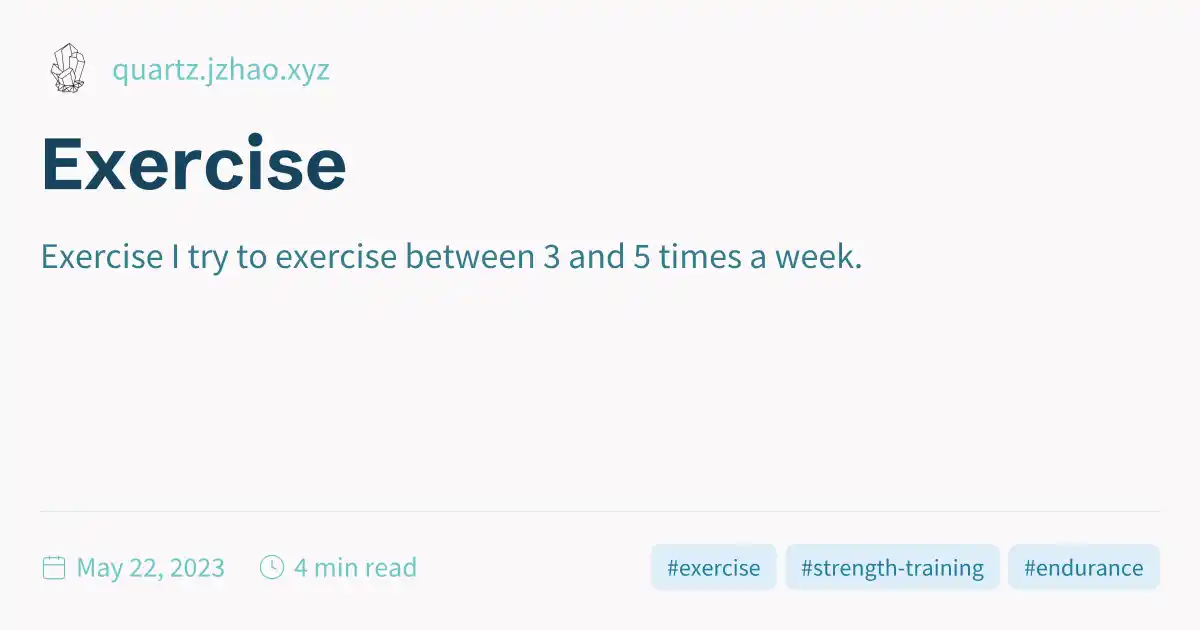 quartz.jzhao.xyz
Exercise
Exercise I try to exercise between 3 and 5 times a week.
May 22, 2023 4 min read #exercise #strength-training #endurance